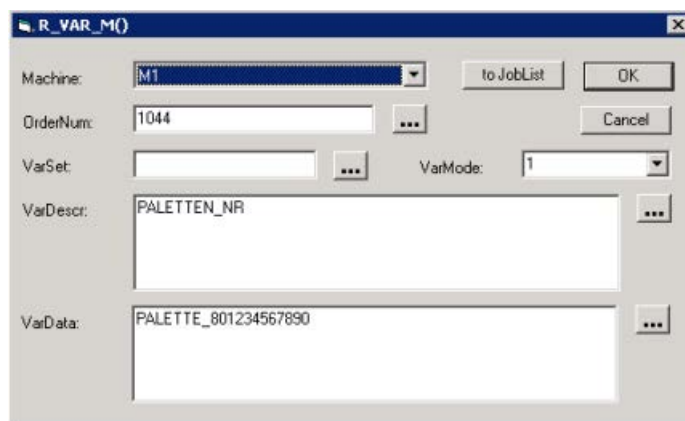 R_VAR_M()
Machine: M1 to JobList OK
OrderNum: 1044 ... Cancel
VarSet: ... VarMode: 1
VarDescr: PALETTEN_NR ...
VarData: PALETTE_801234567890 ...